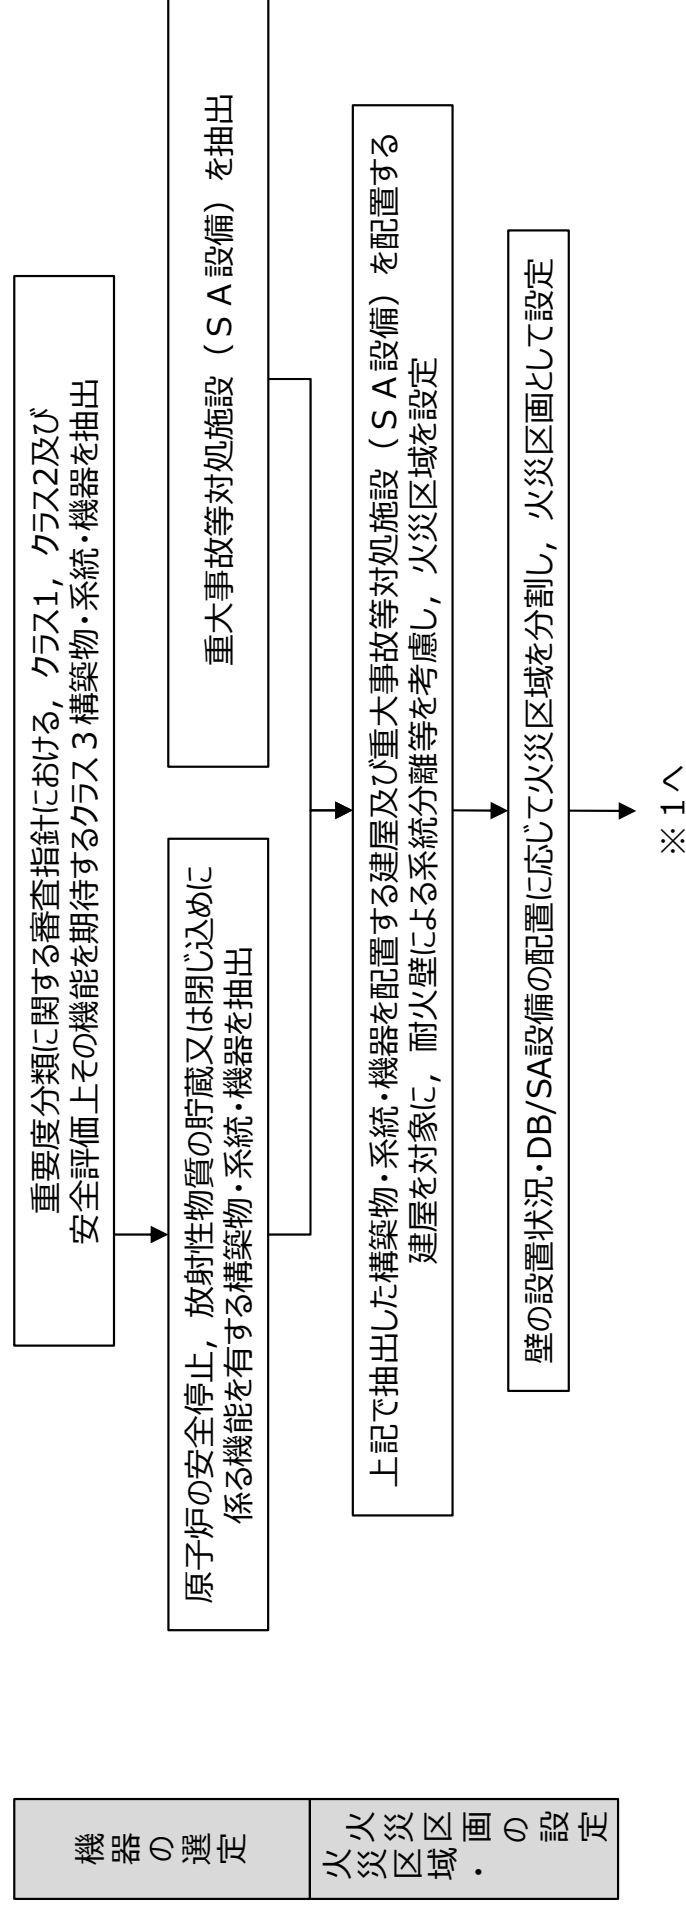 機器の選定
火災区域・
火災区画の設定
重要度分類に関する審査指針における，クラス1，クラス2及び
安全評価上その機能を期待するクラス３構築物・系統・機器を抽出
原子炉の安全停止，放射性物質の貯蔵又は閉じ込めに
係る機能を有する構築物・系統・機器を抽出
重大事故等対処施設（ＳＡ設備）を抽出
上記で抽出した構築物・系統・機器を配置する建屋及び重大事故等対処施設（ＳＡ設備）を配置する
建屋を対象に，耐火壁による系統分離等を考慮し，火災区域を設定
壁の設置状況・DB/SA設備の配置に応じて火災区域を分割し，火災区画として設定
※１へ